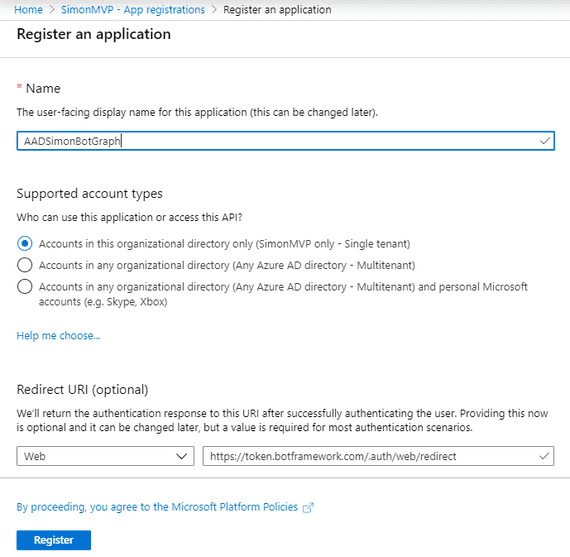 Home > SimonMVP - App registrations > Register an application
Register an application
* Name
The user-facing display name for this application (this can be changed later).
AADSimonBotGraph
Supported account types
Who can use this application or access this API?
Accounts in this organizational directory only (SimonMVP only - Single tenant)
Accounts in any organizational directory (Any Azure AD directory - Multitenant)
Accounts in any organizational directory (Any Azure AD directory - Multitenant) and personal Microsoft
accounts (e.g. Skype, Xbox)
Help me choose...
Redirect URI (optional)
We'll return the authentication response to this URI after successfully authenticating the user. Providing this now
is optional and it can be changed later, but a value is required for most authentication scenarios.
Web https://token.botframework.com/.auth/web/redirect
By proceeding, you agree to the Microsoft Platform Policies
Register